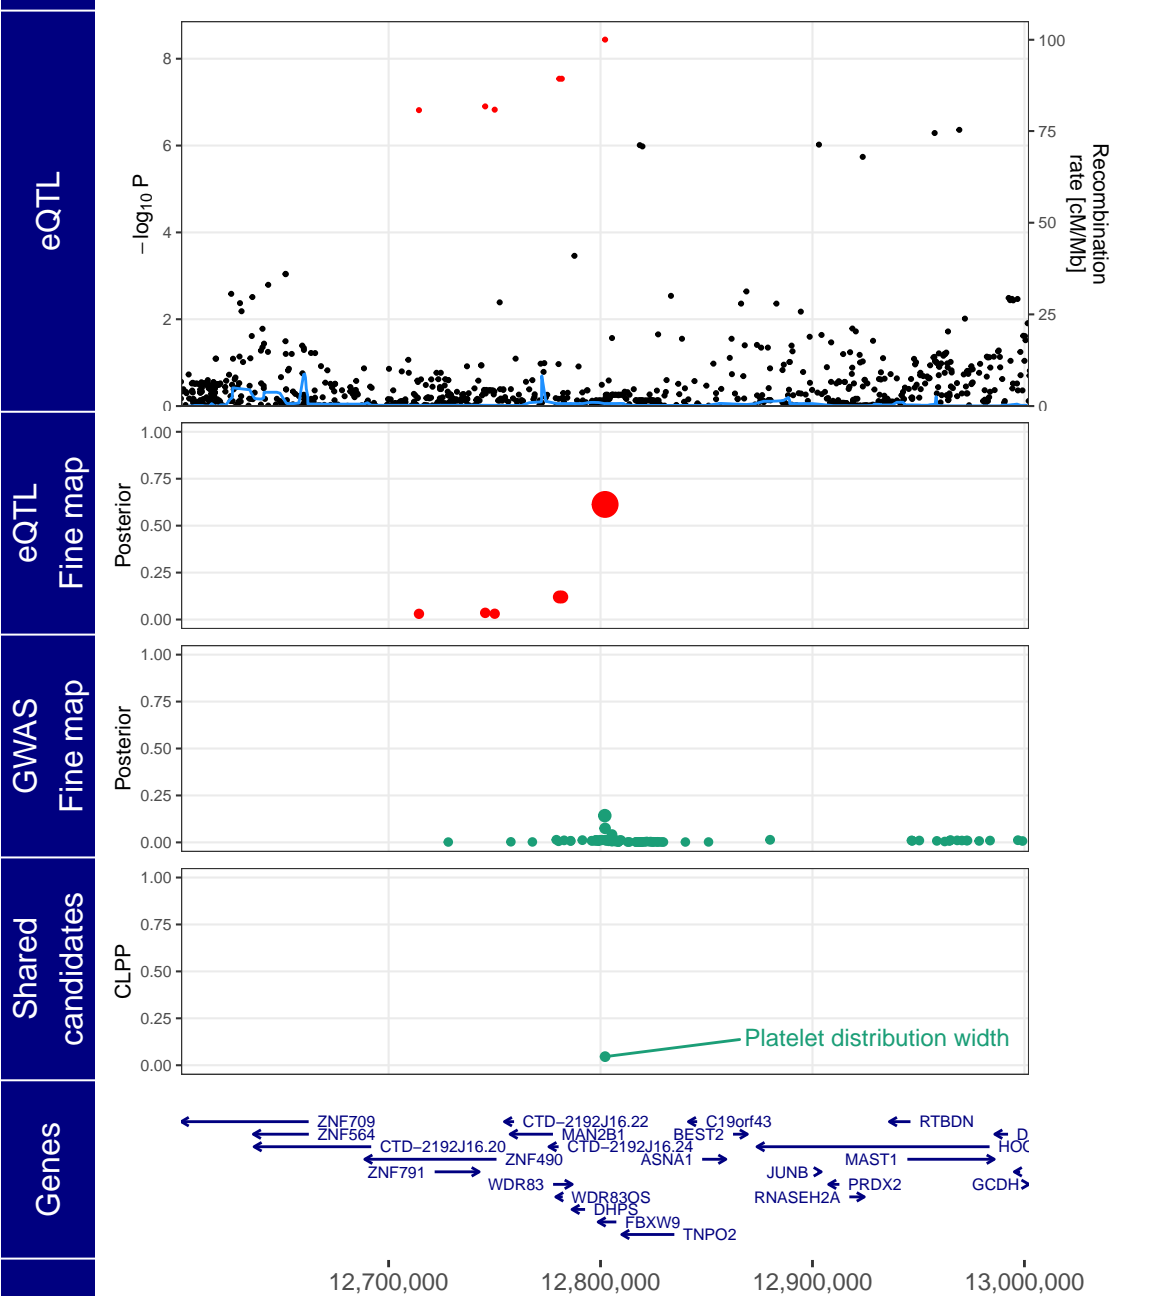 eQTL
−log10 P
8
6
4
2
0
100
75
50
25
0
Recombination
rate [cM/Mb]
eQTL
Fine map
Posterior
1.00
0.75
0.50
0.25
0.00
GWAS
Fine map
Posterior
1.00
0.75
0.50
0.25
0.00
Shared
candidates
CLPP
1.00
0.75
0.50
0.25
0.00
Platelet distribution width
Genes
ZNF709 CTD−2192J16.22 C19orf43 RTBDN
ZNF564 MAN2B1 BEST2 D
CTD−2192J16.20 CTD−2192J16.24 HOO
ZNF490 ASNA1 MAST1
ZNF791 JUNB GCDH
WDR83 PRDX2
WDR83OS RNASEH2A
DHPS
FBXW9
TNPO2
12,700,000 12,800,000 12,900,000 13,000,000